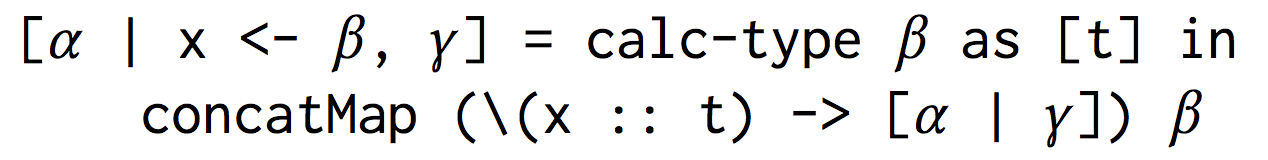 [α | x <- β, γ] = calc-type β as [t] in
concatMap (\(x :: t) -> [α | γ]) β